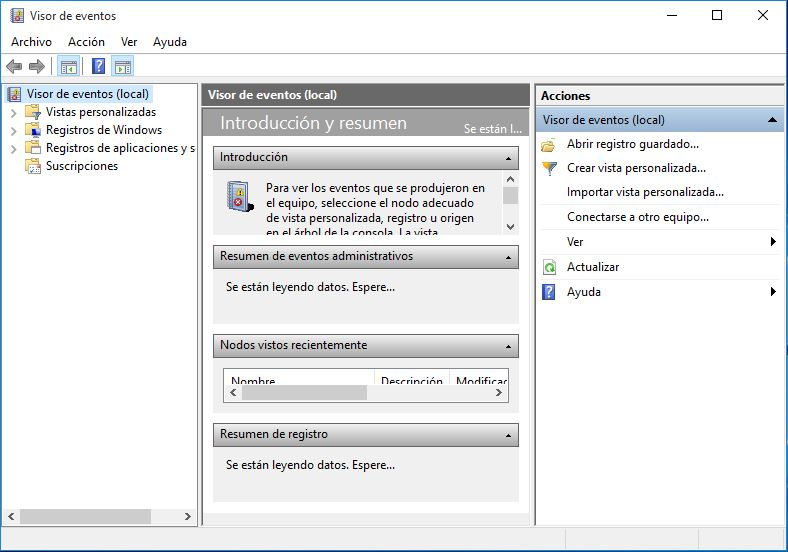 Visor de eventos
Archivo Acción Ver Ayuda
Visor de eventos (local)
Vistas personalizadas
Registros de Windows
Registros de aplicaciones y s
Suscripciones
Visor de eventos (local)
Introducción y resumen
Se están l...
Introducción
Para ver los eventos que se produjeron en
el equipo, seleccione el nodo adecuado
de vista personalizada, registro u origen
en el árbol de la consola. La vista
Resumen de eventos administrativos
Se están leyendo datos. Espere...
Nodos vistos recientemente
Nombre Descripción Modificac
Resumen de registro
Se están leyendo datos. Espere...
Acciones
Visor de eventos (local)
Abrir registro guardado...
Crear vista personalizada...
Importar vista personalizada...
Conectarse a otro equipo...
Ver
Actualizar
Ayuda